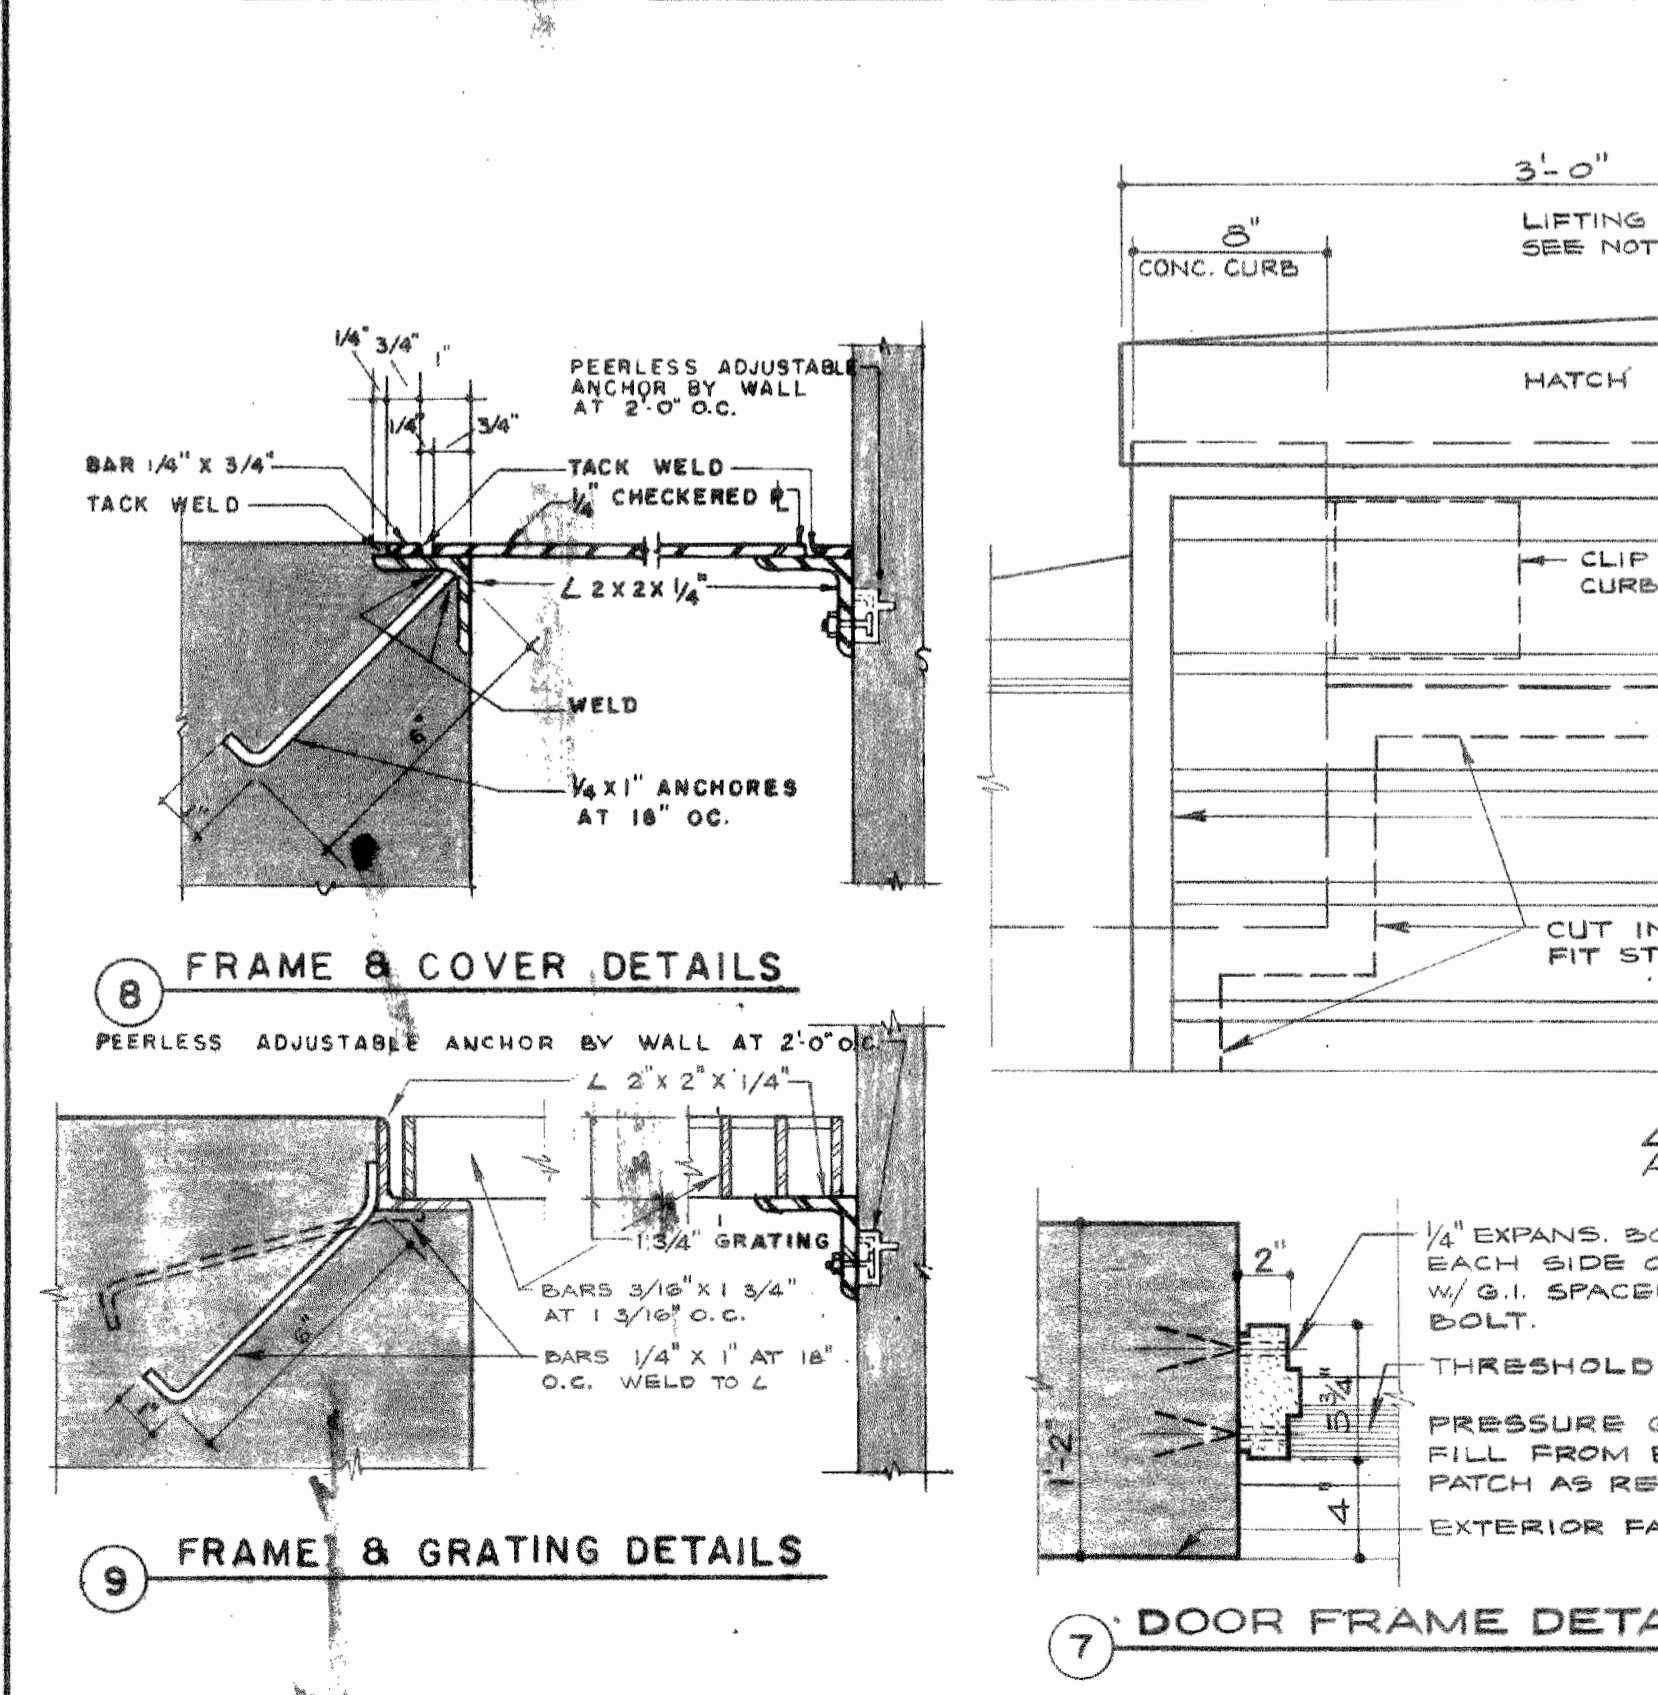 1/4" 3/4" 1"
1/4" 3/4"
PEERLESS ADJUSTABLE
ANCHOR BY WALL
AT 2'-0" O.C.
BAR 1/4" X 3/4"
TACK WELD
TACK WELD
1/4" CHECKERED PL
L 2X2X1/4"
WELD
6"
1"
1/4 X 1" ANCHORES
AT 18" OC.
8 FRAME & COVER DETAILS
PEERLESS ADJUSTABLE ANCHOR BY WALL AT 2'-0" O.C.
L 2" X 2" X 1/4"
1 3/4" GRATING
BARS 3/16" X 1 3/4"
AT 1 3/16" O.C.
BARS 1/4" X 1" AT 18"
O.C. WELD TO L
6"
1"
9 FRAME & GRATING DETAILS
3'-0"
LIFTING
SEE NOT
8"
CONC. CURB
HATCH
CLIP
CURB
CUT IN
FIT ST
1/4" EXPANS. BO
EACH SIDE O
W/ G.I. SPACE
BOLT.
2"
THRESHOLD
5 3/4"
1'-2"
4
PRESSURE
FILL FROM
PATCH AS RE
EXTERIOR FA
7 DOOR FRAME DETA